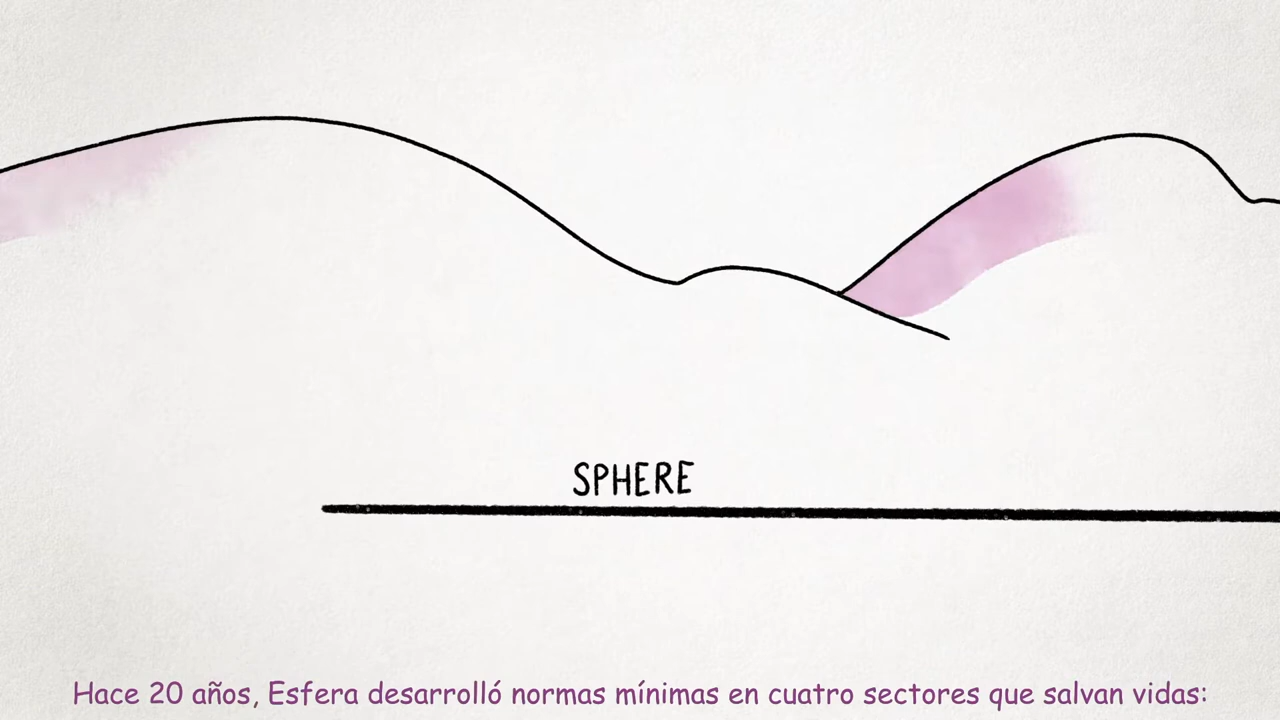 SPHERE
Hace 20 años, Esfera desarrolló normas mínimas en cuatro sectores que salvan vidas: